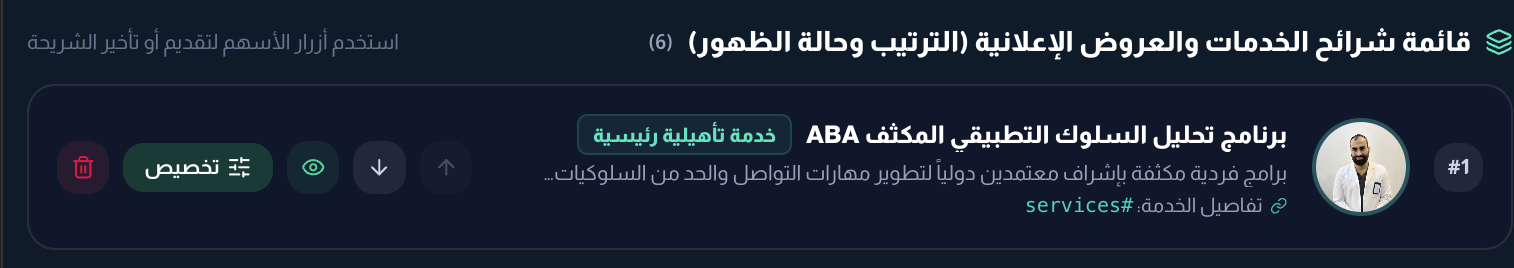 قائمة شرائح الخدمات والعروض الإعلانية (الترتيب وحالة الظهور) (6)
استخدم أزرار الأسهم لتقديم أو تأخير الشريحة
#1
برنامج تحليل السلوك التطبيقي المكثف ABA
خدمة تأهيلية رئيسية
برامج فردية مكثفة بإشراف معتمدين دولياً لتطوير مهارات التواصل والحد من السلوكيات...
تفاصيل الخدمة: #services
تخصيص